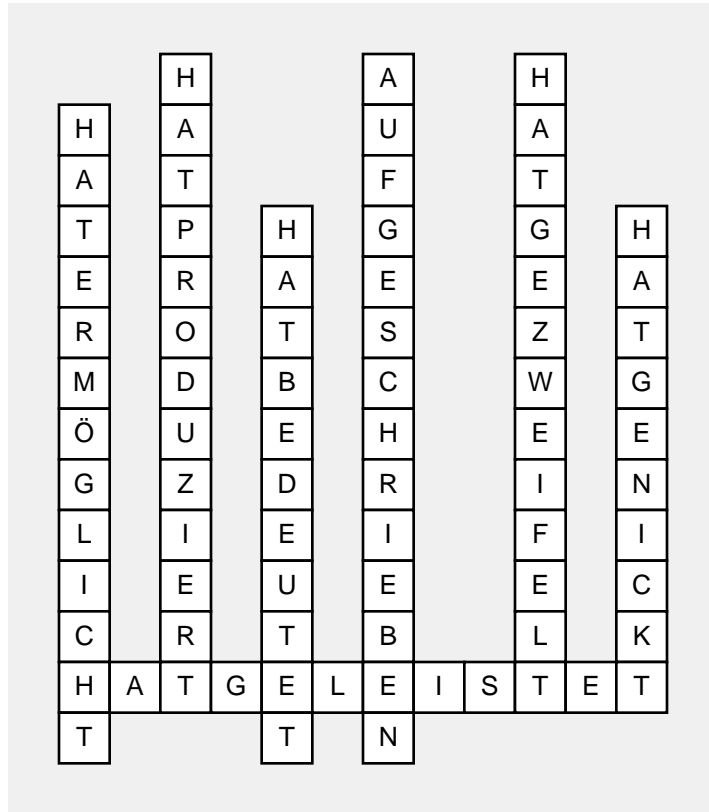 HATERMÖGLICHT
HATPRODUZIERT
HATBEDEUTET
AUFGESCHRIEBEN
HATGEZWEIFELT
HATGENICKT
HATGELEISTET